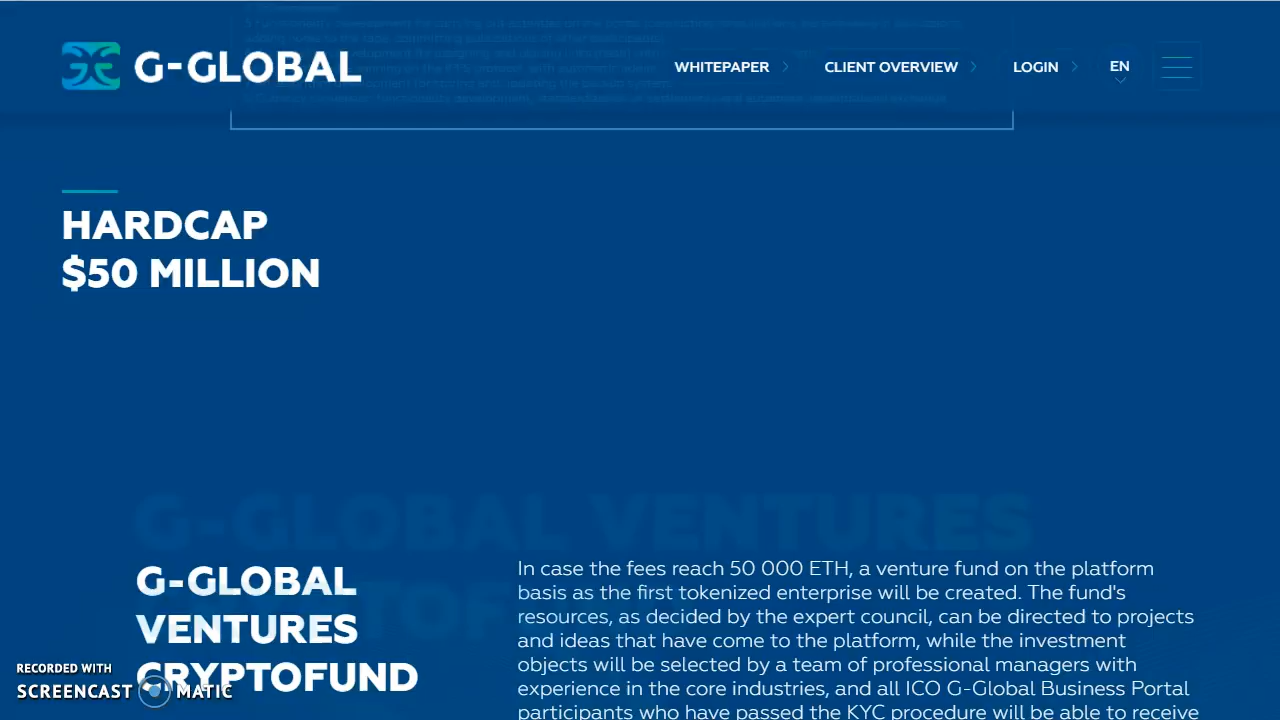 G-GLOBAL
WHITEPAPER
CLIENT OVERVIEW
LOGIN
EN
HARDCAP
$50 MILLION
G-GLOBAL VENTURES
G-GLOBAL
VENTURES
CRYPTOFUND
In case the fees reach 50 000 ETH, a venture fund on the platform
basis as the first tokenized enterprise will be created. The fund's
resources, as decided by the expert council, can be directed to projects
and ideas that have come to the platform, while the investment
objects will be selected by a team of professional managers with
experience in the core industries, and all ICO G-Global Business Portal
participants who have passed the KYC procedure will be able to receive
RECORDED WITH
SCREENCAST MATIC